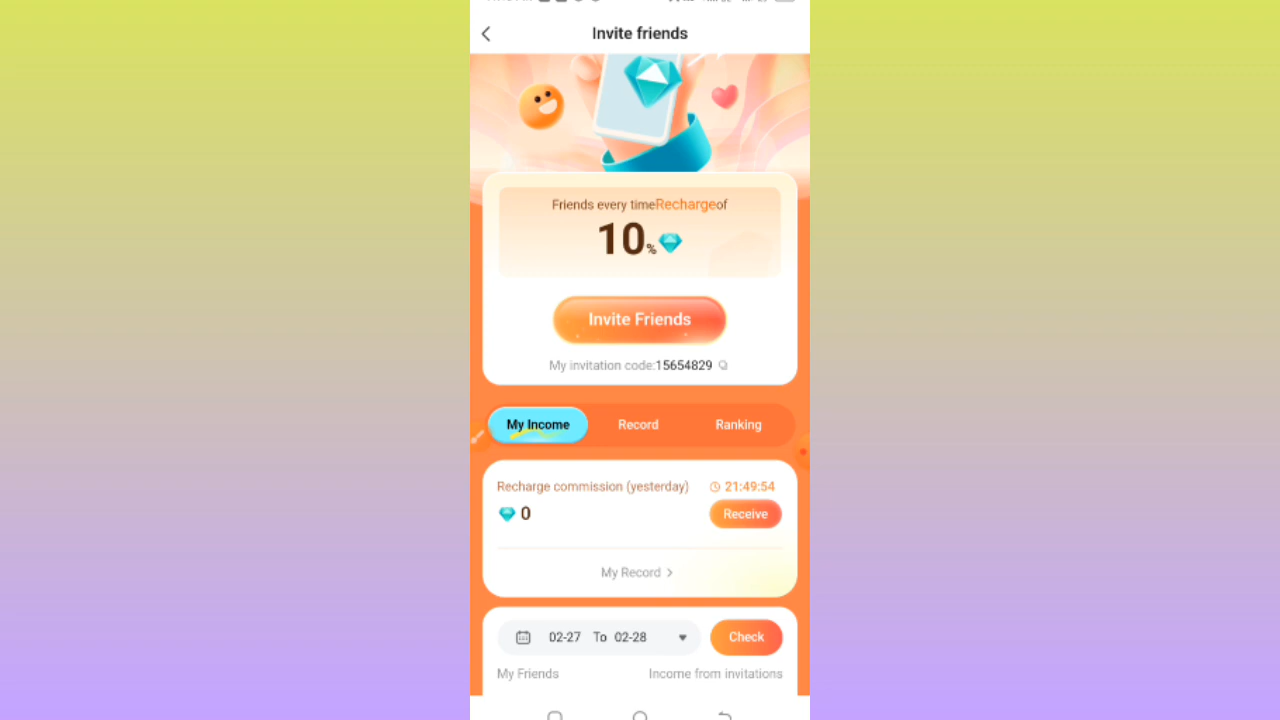 Invite friends
Friends every timeRechargeof
10%
Invite Friends
My invitation code:15654829
My Income
Record
Ranking
Recharge commission (yesterday)
21:49:54
0
Receive
My Record >
02-27 To 02-28
Check
My Friends
Income from invitations